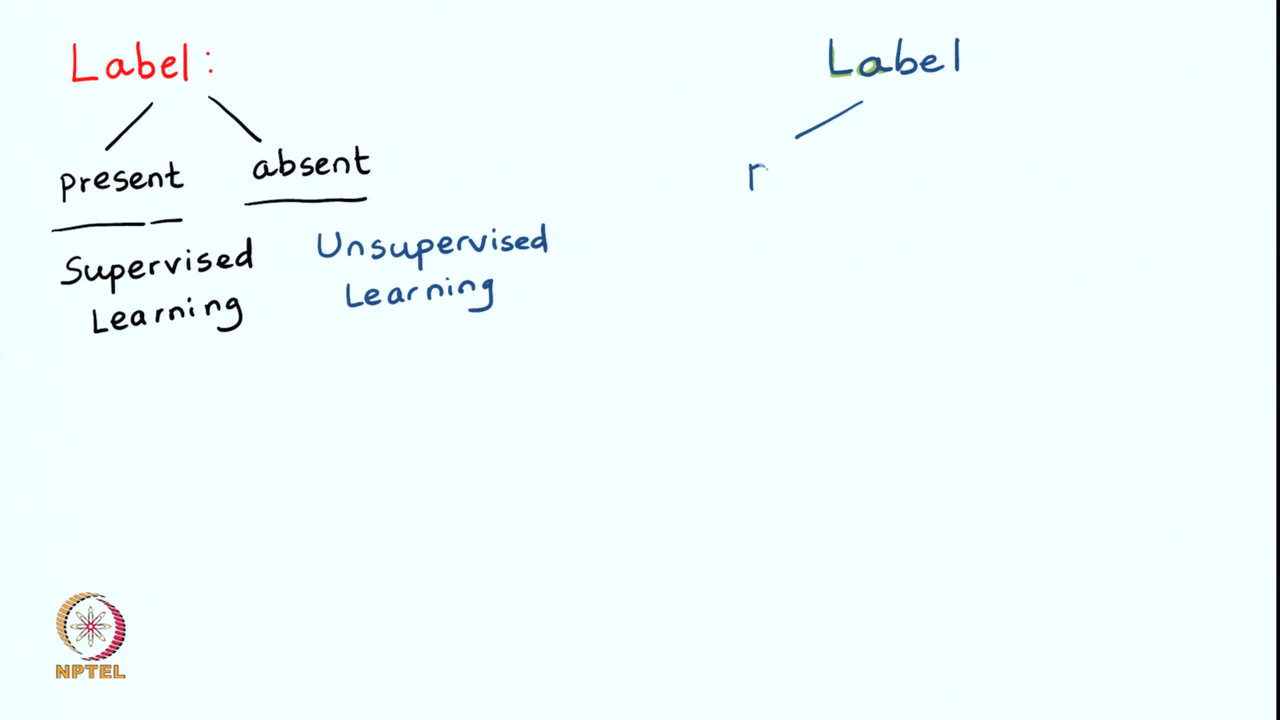 Label:
present absent
Supervised
Learning
Unsupervised
Learning
Label
r
NPTEL